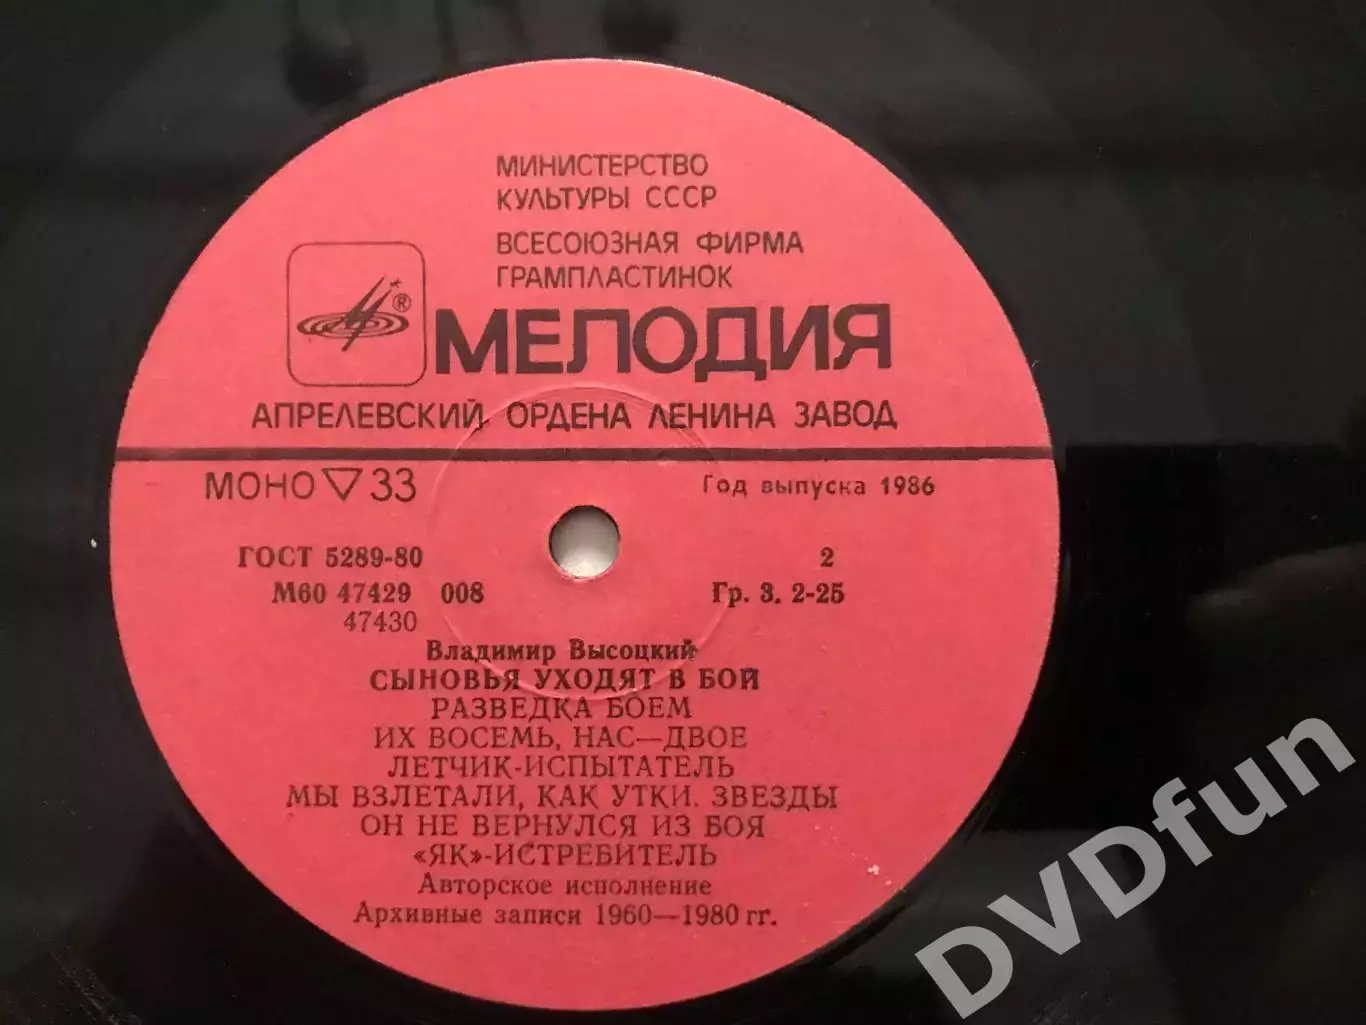 МИНИСТЕРСТВО
КУЛЬТУРЫ СССР
ВСЕСОЮЗНАЯ ФИРМА
ГРАМПЛАСТИНОК
®
МЕЛОДИЯ
АПРЕЛЕВСКИЙ ОРДЕНА ЛЕНИНА ЗАВОД
МОНО ▽ 33
Год выпуска 1986
ГОСТ 5289-80
2
М60 47429 008
Гр. 3. 2-25
47430
Владимир Высоцкий
СЫНОВЬЯ УХОДЯТ В БОЙ
РАЗВЕДКА БОЕМ
ИХ ВОСЕМЬ, НАС—ДВОЕ
ЛЕТЧИК-ИСПЫТАТЕЛЬ
МЫ ВЗЛЕТАЛИ, КАК УТКИ. ЗВЕЗДЫ
ОН НЕ ВЕРНУЛСЯ ИЗ БОЯ
«ЯК»-ИСТРЕБИТЕЛЬ
Авторское исполнение
Архивные записи 1960—1980 гг.
DVDfun